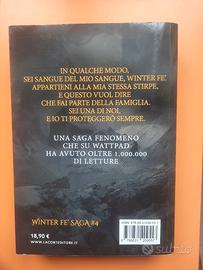 IN QUALCHE MODO,
SEI SANGUE DEL MIO SANGUE, WINTER FE'.
APPARTIENI ALLA MIA STESSA STIRPE,
E QUESTO VUOL DIRE
CHE FAI PARTE DELLA FAMIGLIA.
SEI UNA DI NOI,
E IO TI PROTEGGERÒ SEMPRE.
UNA SAGA FENOMENO
CHE SU WATTPAD
HA AVUTO OLTRE 1.000.000
DI LETTURE
WINTER FE' SAGA #4
18,90 €
WWW.LACORTEEDITORE.IT
subito